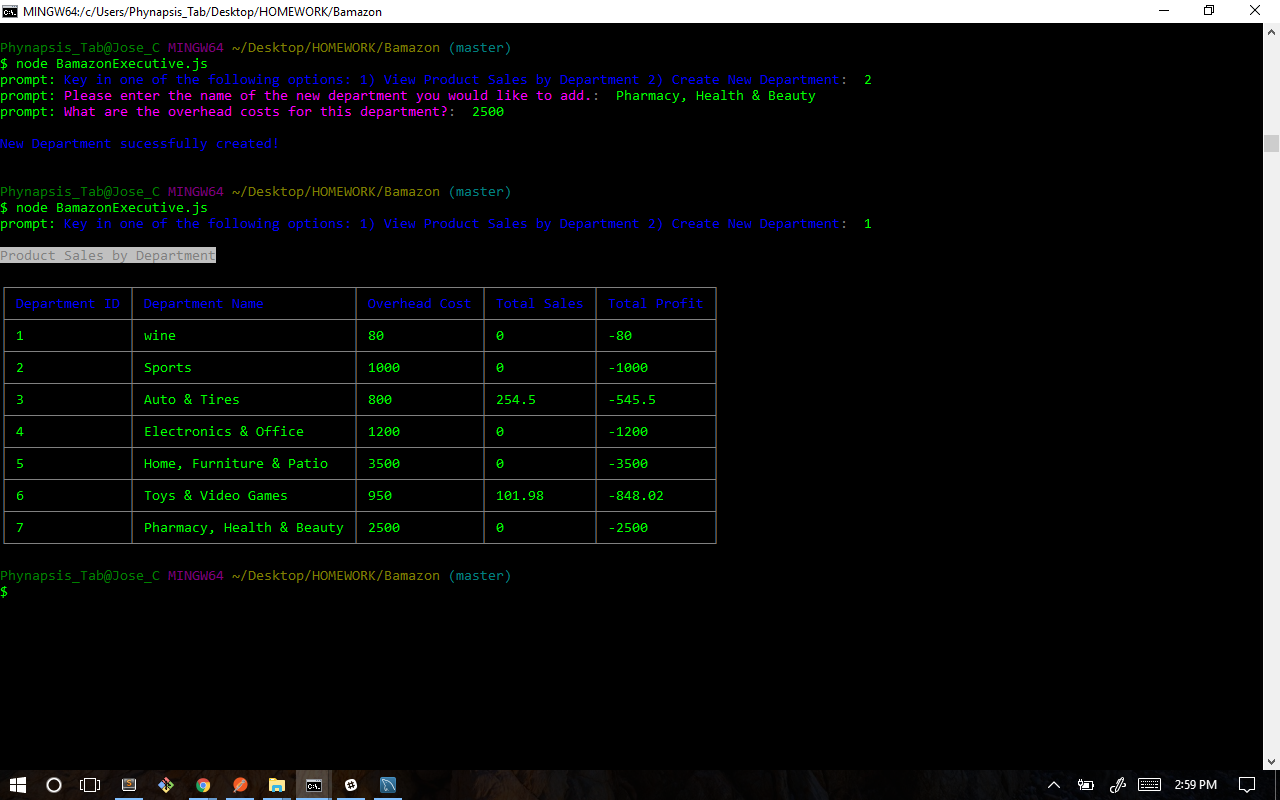 MINGW64:/c/Users/Phynapsis_Tab/Desktop/HOMEWORK/Bamazon
Phynapsis_Tab@Jose_C MINGW64 ~/Desktop/HOMEWORK/Bamazon (master)
$ node BamazonExecutive.js
prompt: Key in one of the following options: 1) View Product Sales by Department 2) Create New Department:  2
prompt: Please enter the name of the new department you would like to add.:  Pharmacy, Health & Beauty
prompt: What are the overhead costs for this department?:  2500
New Department sucessfully created!
Phynapsis_Tab@Jose_C MINGW64 ~/Desktop/HOMEWORK/Bamazon (master)
$ node BamazonExecutive.js
prompt: Key in one of the following options: 1) View Product Sales by Department 2) Create New Department:  1
Product Sales by Department
Department ID Department Name Overhead Cost Total Sales Total Profit
1 wine 80 0 -80
2 Sports 1000 0 -1000
3 Auto & Tires 800 254.5 -545.5
4 Electronics & Office 1200 0 -1200
5 Home, Furniture & Patio 3500 0 -3500
6 Toys & Video Games 950 101.98 -848.02
7 Pharmacy, Health & Beauty 2500 0 -2500
Phynapsis_Tab@Jose_C MINGW64 ~/Desktop/HOMEWORK/Bamazon (master)
$
2:59 PM